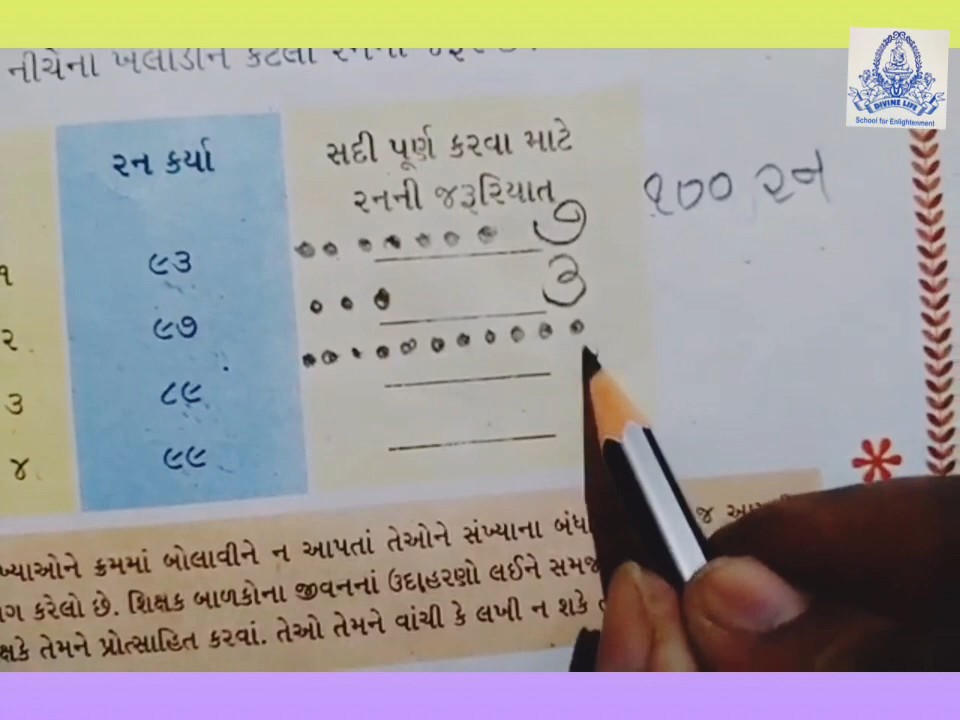 નીચેના ખેલાડીને કેટલા રનની
રન કર્યા
સદી પૂર્ણ કરવા માટે
રનની જરૂરિયાત
૧૦૦ રન
૧ ૯૩ ૭
૨ ૯૭ ૩
૩ ૮૯
૪ ૯૯
ખ્યાઓને ક્રમમાં બોલાવીને ન આપતાં તેઓને સંખ્યાના
કરેલો છે. શિક્ષક બાળકોના જીવનનાં ઉદાહરણો લઈને
તેમને પ્રોત્સાહિત કરવાં. તેઓ તેમને વાંચી કે લખી ન શકે
DIVINE LIFE
School for Enlightenment